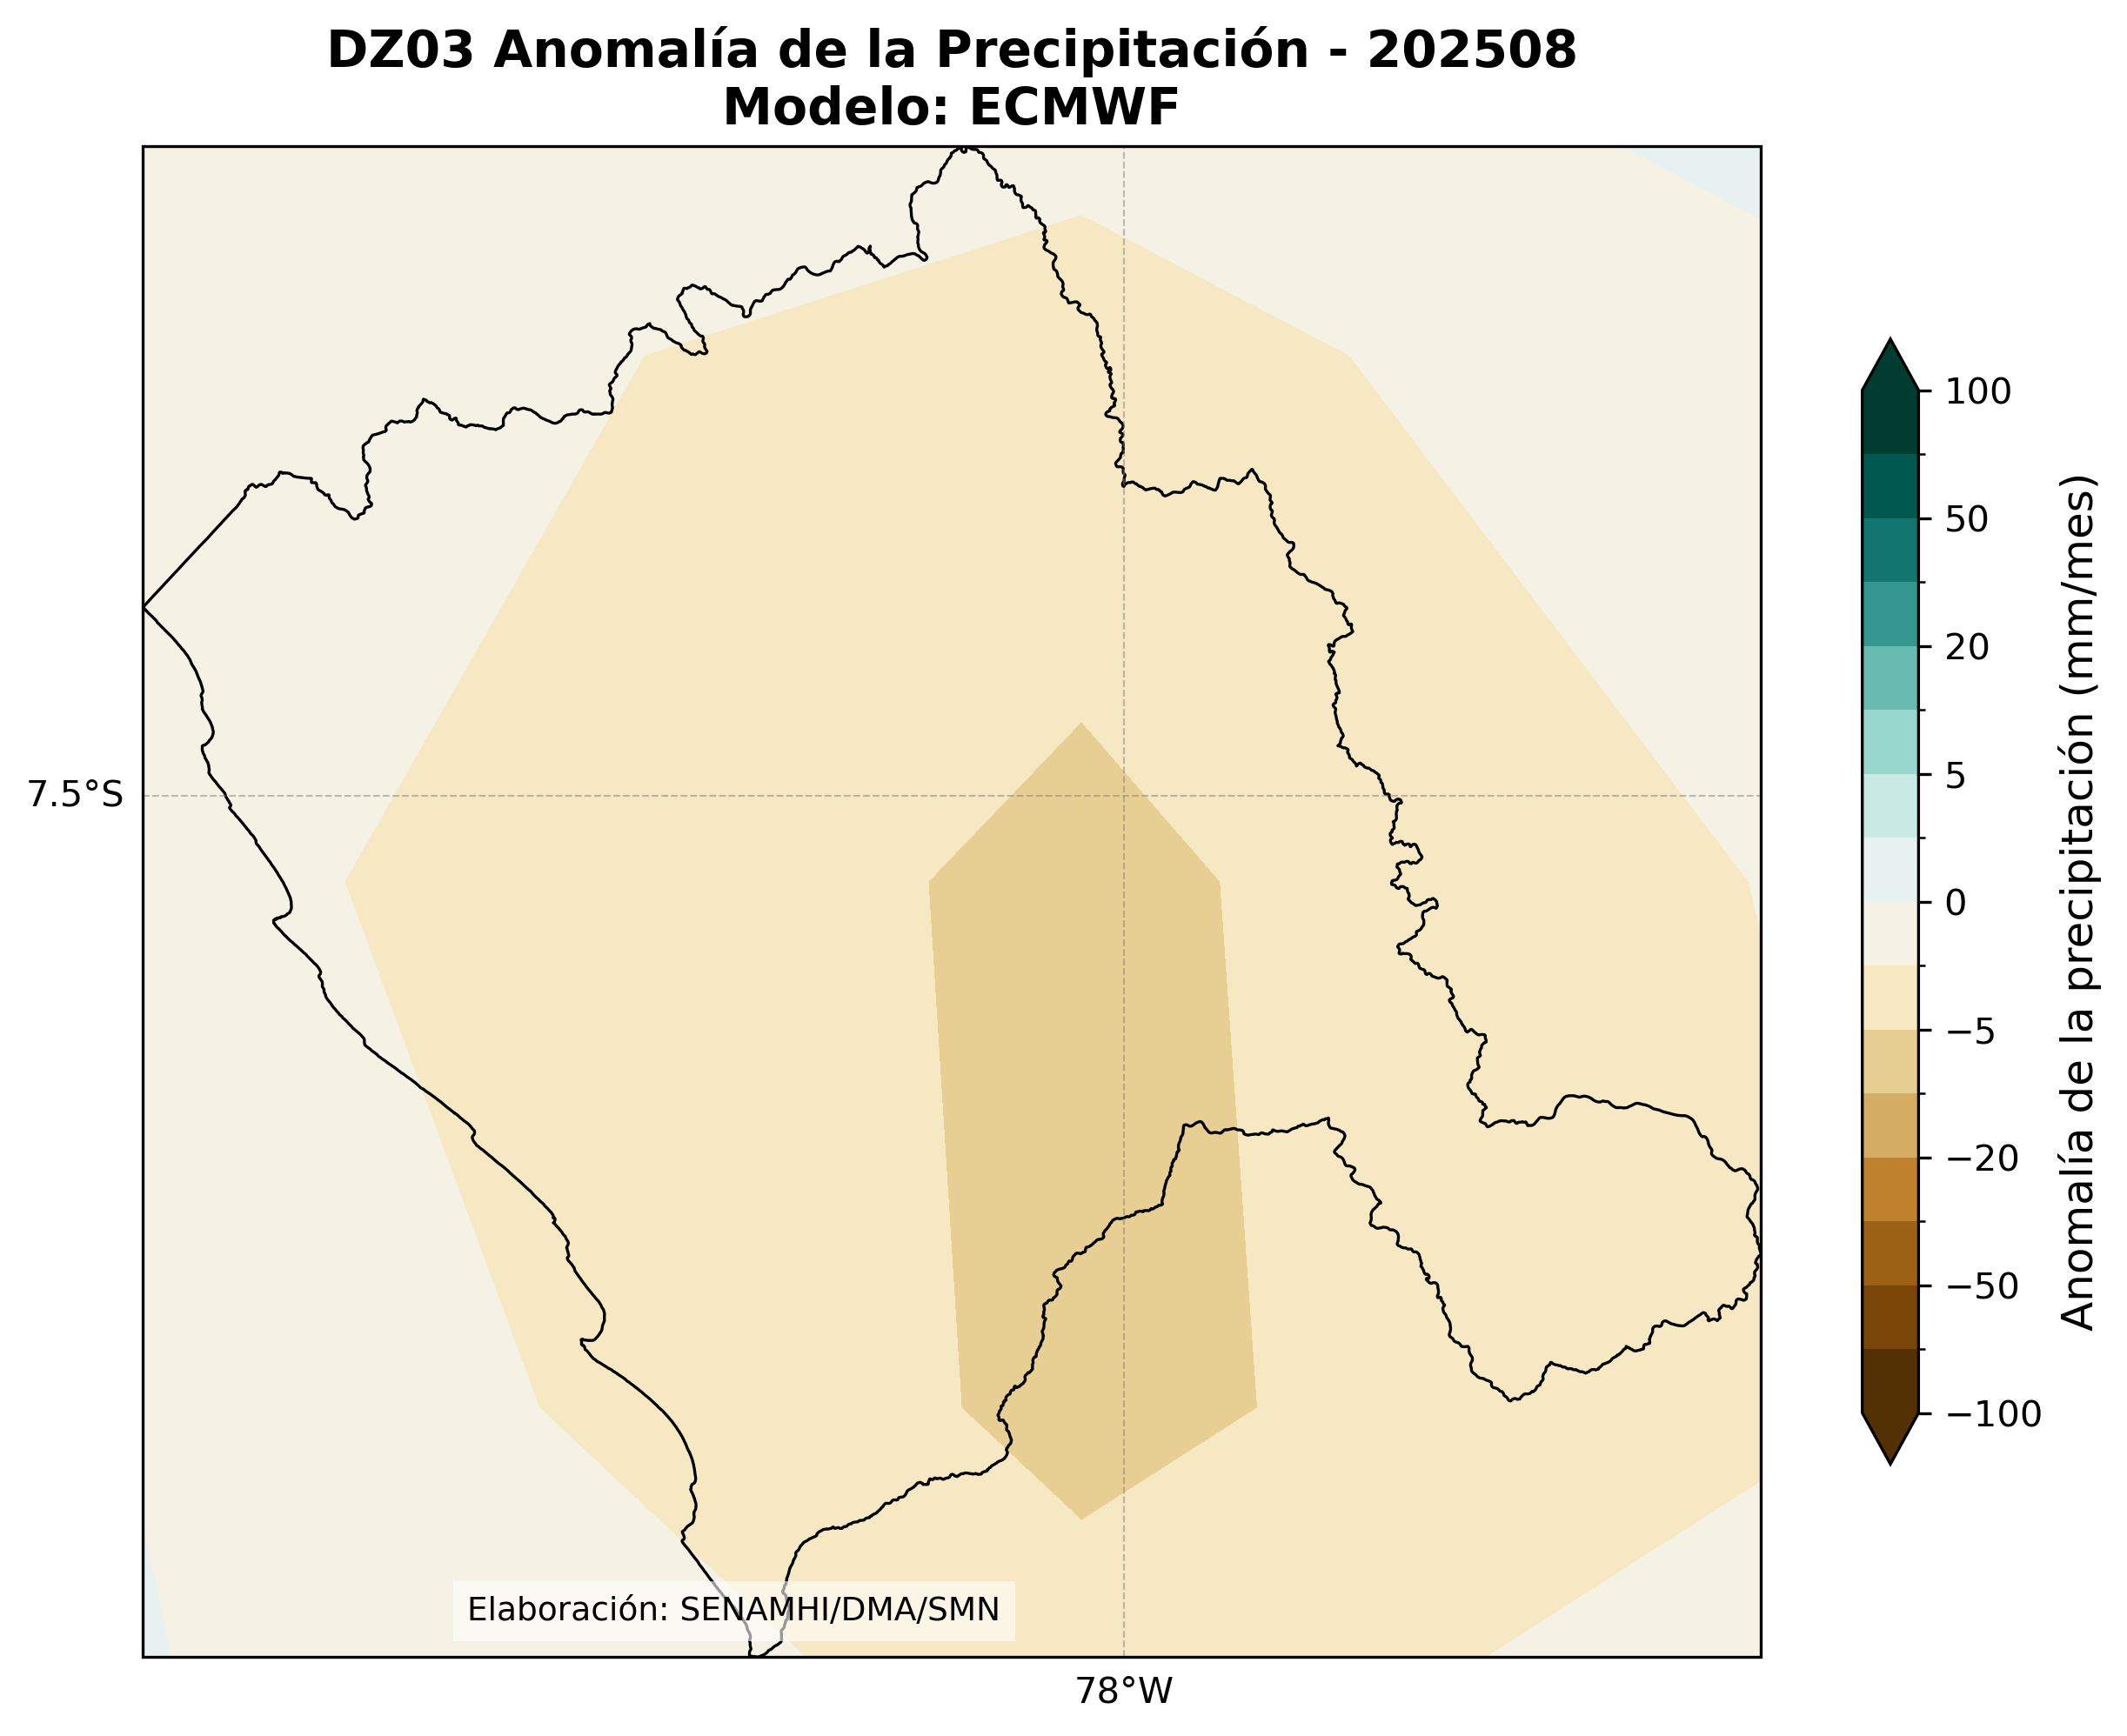 DZ03 Anomalía de la Precipitación - 202508
Modelo: ECMWF
7.5°S
78°W
Elaboración: SENAMHI/DMA/SMN
100
50
20
5
0
−5
−20
−50
−100
Anomalía de la precipitación (mm/mes)